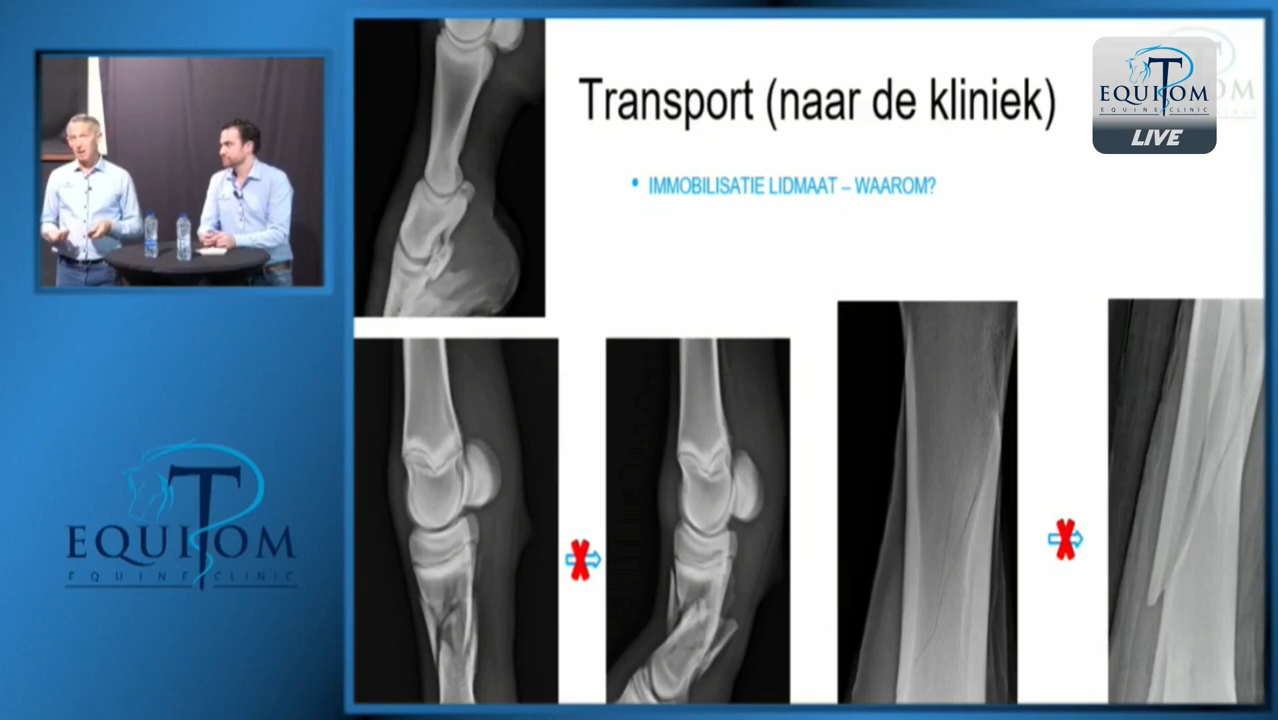 Transport (naar de kliniek)
EQUITOM
EQUINE CLINIC
LIVE
• IMMOBILISATIE LIDMAAT – WAAROM?
EQUITOM
EQUINE CLINIC